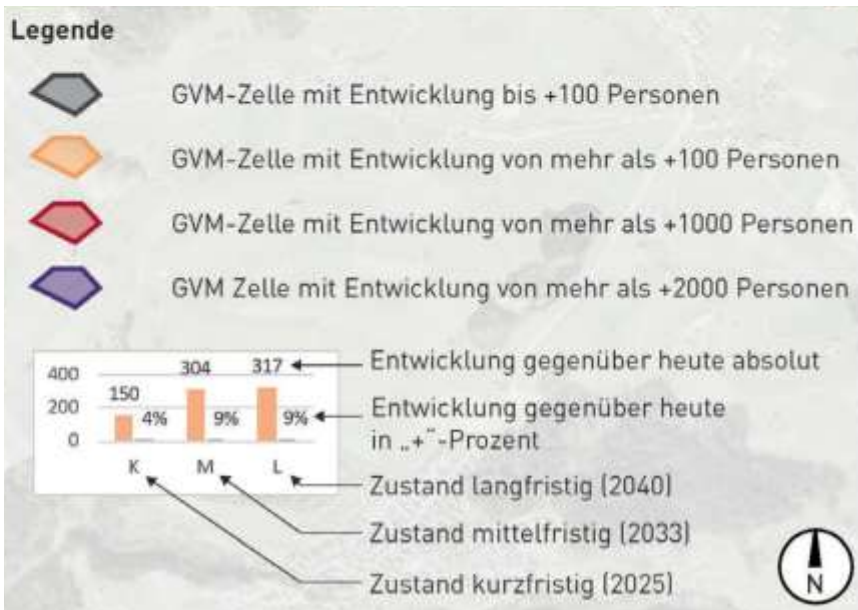 Legende
GVM-Zelle mit Entwicklung bis +100 Personen
GVM-Zelle mit Entwicklung von mehr als +100 Personen
GVM-Zelle mit Entwicklung von mehr als +1000 Personen
GVM Zelle mit Entwicklung von mehr als +2000 Personen
400
200
0
150
304
317
4%
9%
9%
K
M
L
Entwicklung gegenüber heute absolut
Entwicklung gegenüber heute
in „+"-Prozent
Zustand langfristig (2040)
Zustand mittelfristig (2033)
Zustand kurzfristig (2025)
N